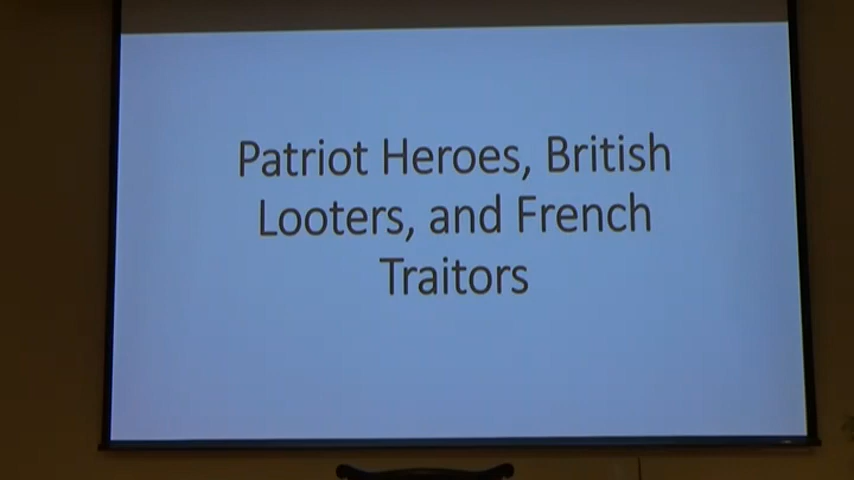 Patriot Heroes, British
Looters, and French
Traitors